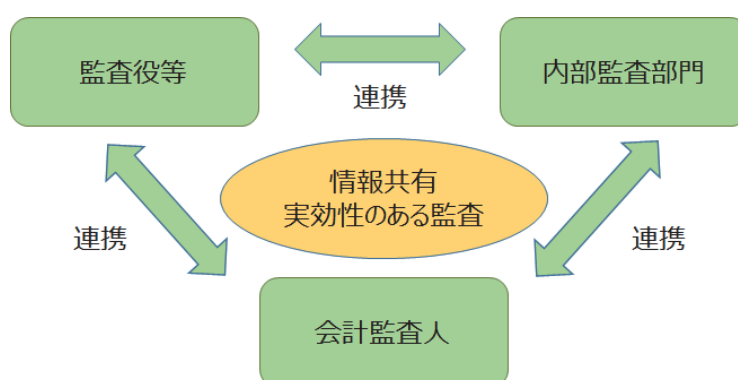 監査役等
内部監査部門
連携
情報共有
実効性のある監査
連携
連携
会計監査人